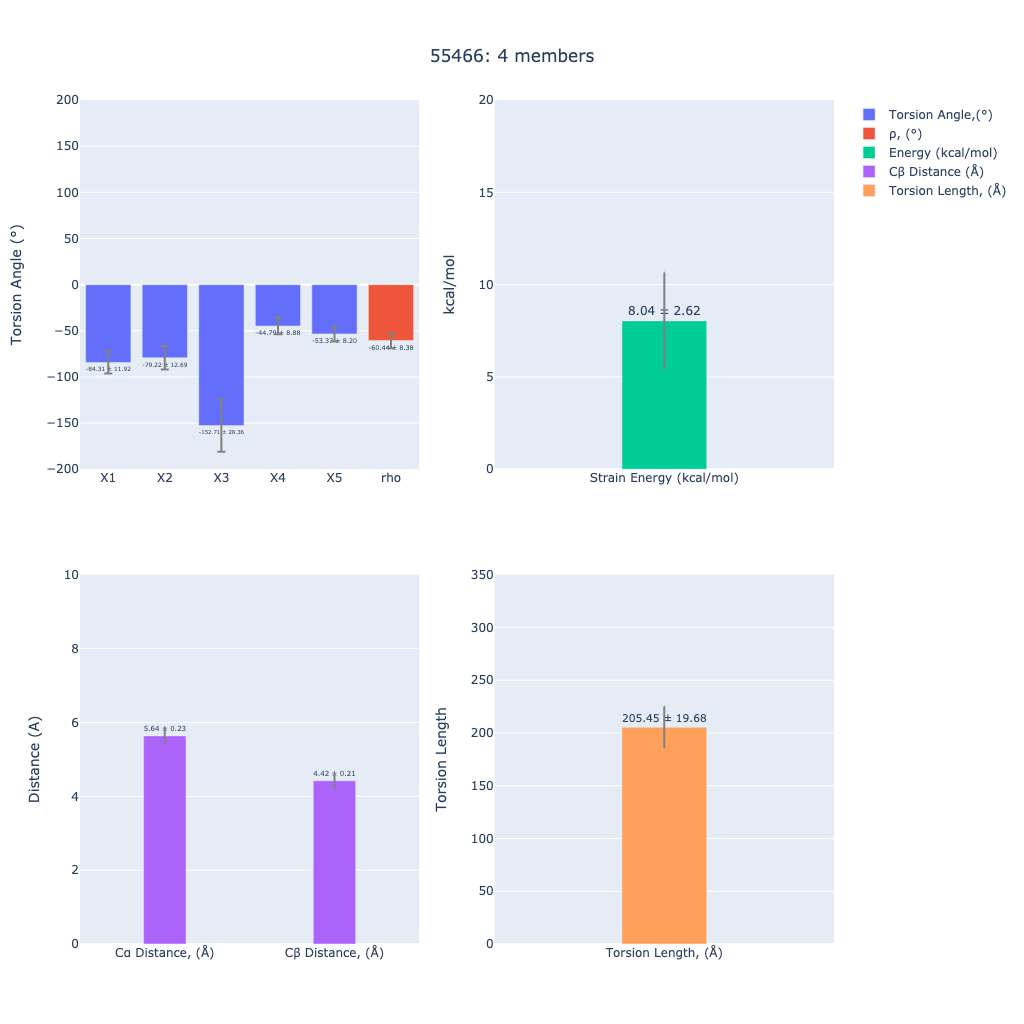 55466: 4 members
Torsion Angle (°)
200
150
100
50
0
−50
−100
−150
−200
-84.31 ± 11.92
-79.22 ± 12.69
-152.71 ± 28.36
-44.79 ± 8.88
-53.37 ± 8.20
-60.44 ± 8.38
X1 X2 X3 X4 X5 rho
kcal/mol
20
15
10
5
0
8.04 ± 2.62
Strain Energy (kcal/mol)
Torsion Angle,(°)
ρ, (°)
Energy (kcal/mol)
Cβ Distance (Å)
Torsion Length, (Å)
Distance (A)
10
8
6
4
2
0
5.64 ± 0.23
4.42 ± 0.21
Cα Distance, (Å) Cβ Distance, (Å)
Torsion Length
350
300
250
200
150
100
50
0
205.45 ± 19.68
Torsion Length, (Å)